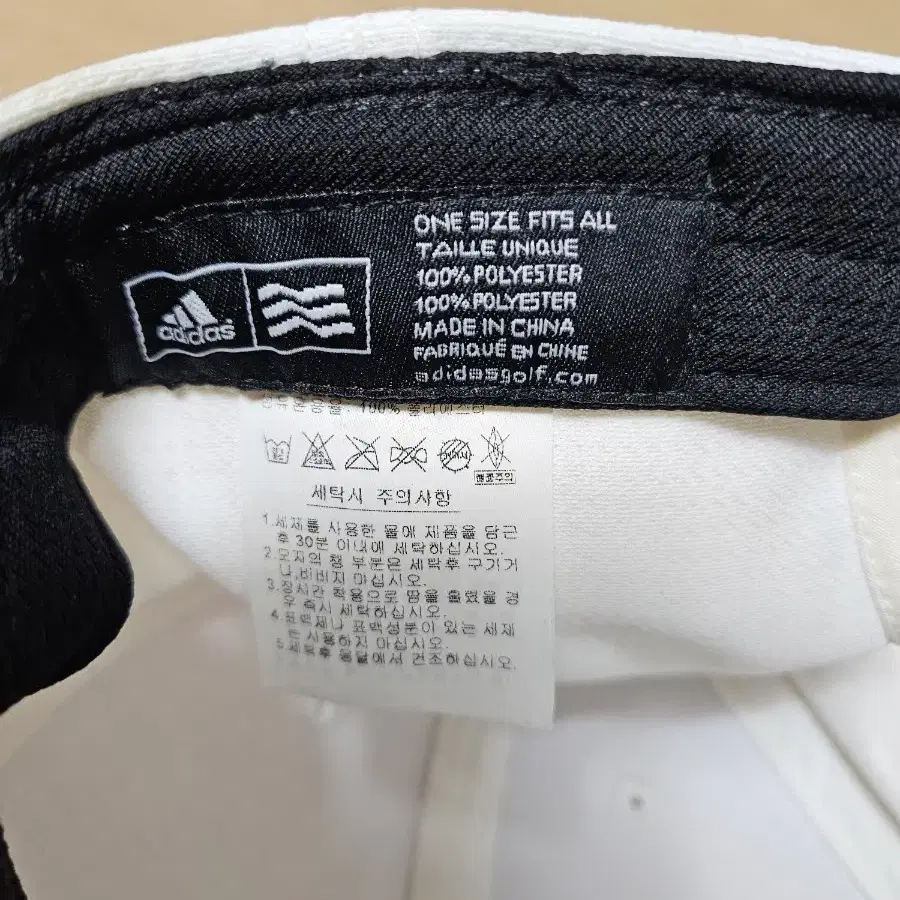 adidas
ONE SIZE FITS ALL
TAILLE UNIQUE
100% POLYESTER
100% POLYESTER
MADE IN CHINA
FABRIQUÉ EN CHINE
adidasgolf.com
100% 폴리에스터
세탁시 주의사항
1.세제를 사용한 물에 제품을 담근
후 30분 이내에 세탁하십시오.
2.모자의 챙 부분은 세탁후 구기거
나,비비지 마십시오.
3.장시간 착용으로 땀을 흘렸을 경
우 즉시 세탁하십시오.
4.표백제나 표백성분이 있는 세제
는 사용하지 마십시오.
5.세탁후 응달에서 건조하십시오.